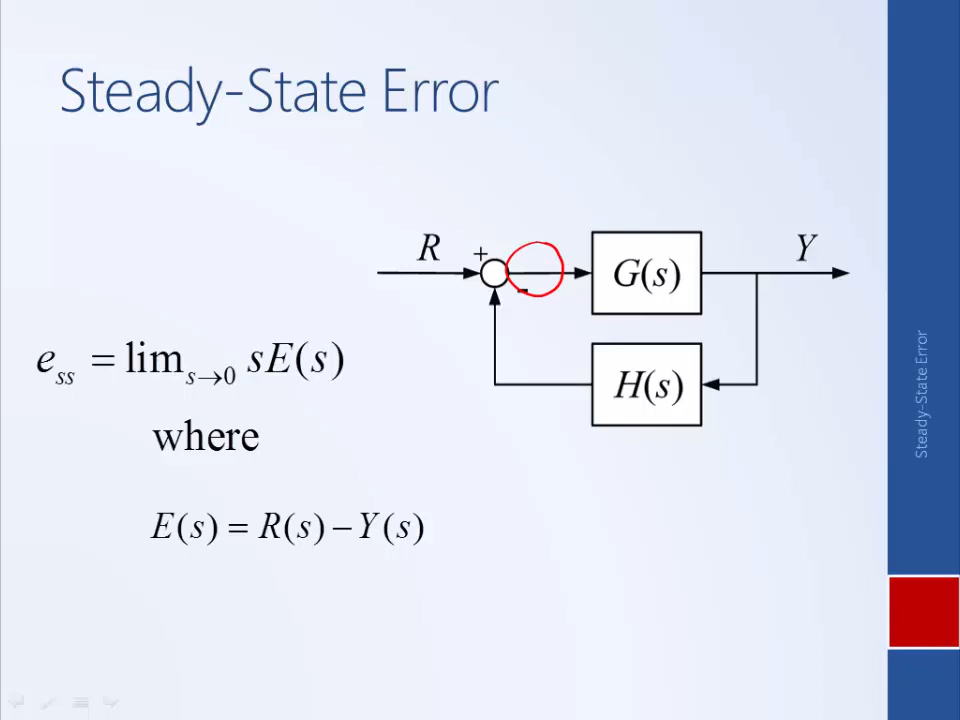 Steady-State Error
R
+
-
G(s)
Y
H(s)
e_ss = lim_{s→0} sE(s)
where
E(s) = R(s) − Y(s)
Steady-State Error